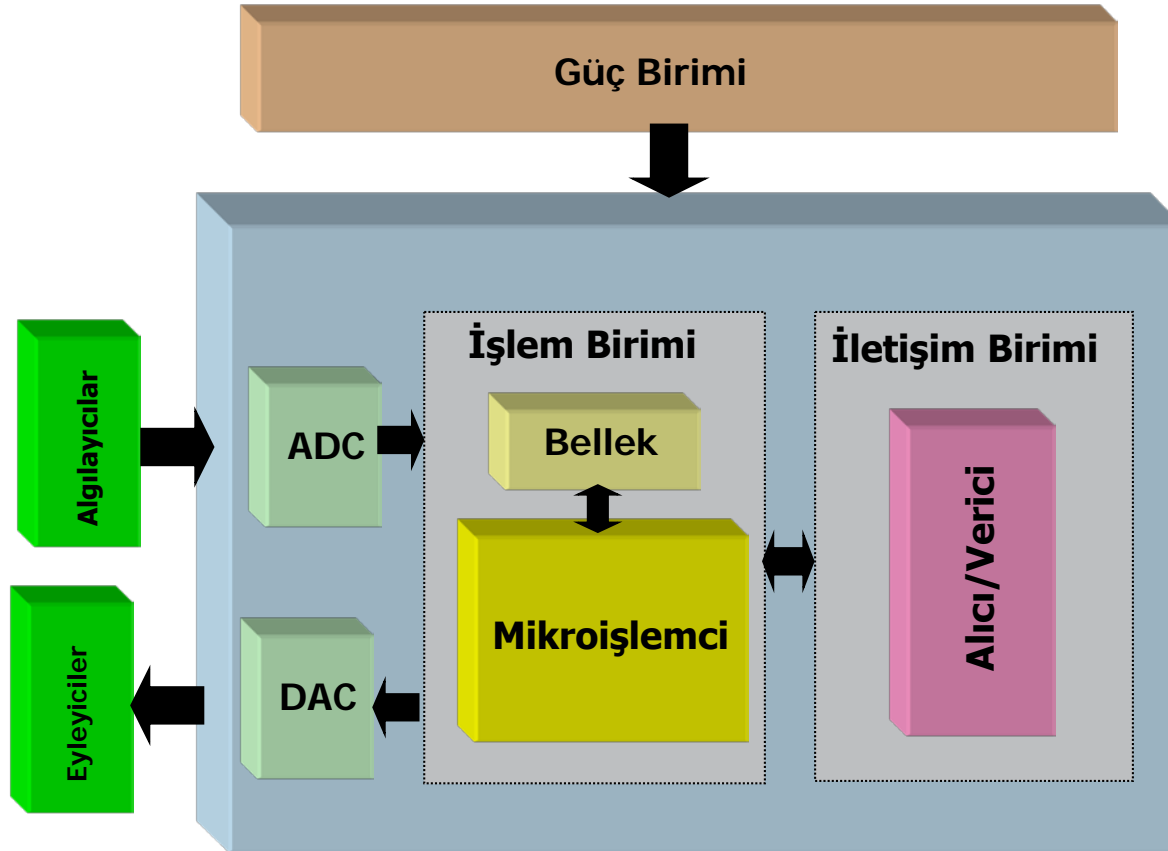 Güç Birimi
İşlem Birimi
İletişim Birimi
Algılayıcılar
ADC
Bellek
Alıcı/Verici
Mikroişlemci
Eyleyiciler
DAC